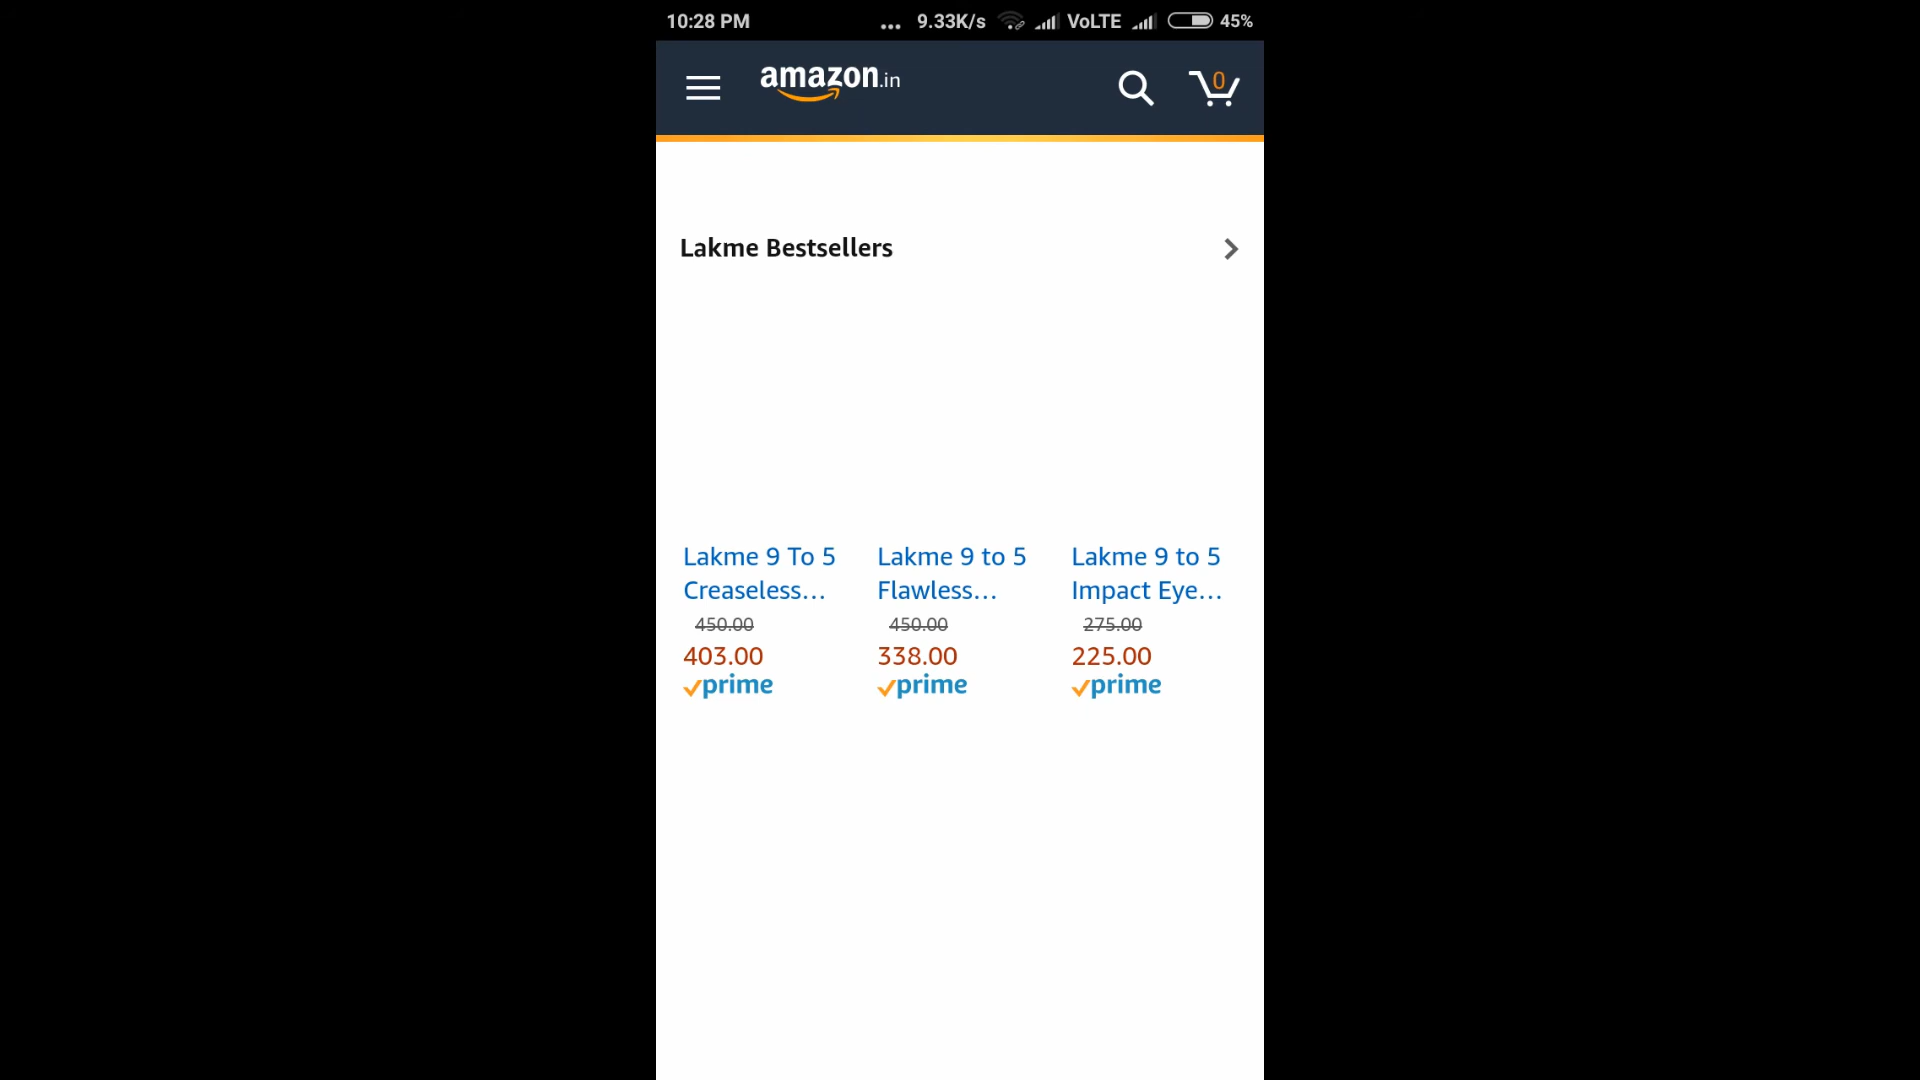 10:28 PM ... 9.33K/s VoLTE 45%
amazon.in 0
Lakme Bestsellers
Lakme 9 To 5 Creaseless...
450.00
403.00
prime
Lakme 9 to 5 Flawless...
450.00
338.00
prime
Lakme 9 to 5 Impact Eye...
275.00
225.00
prime